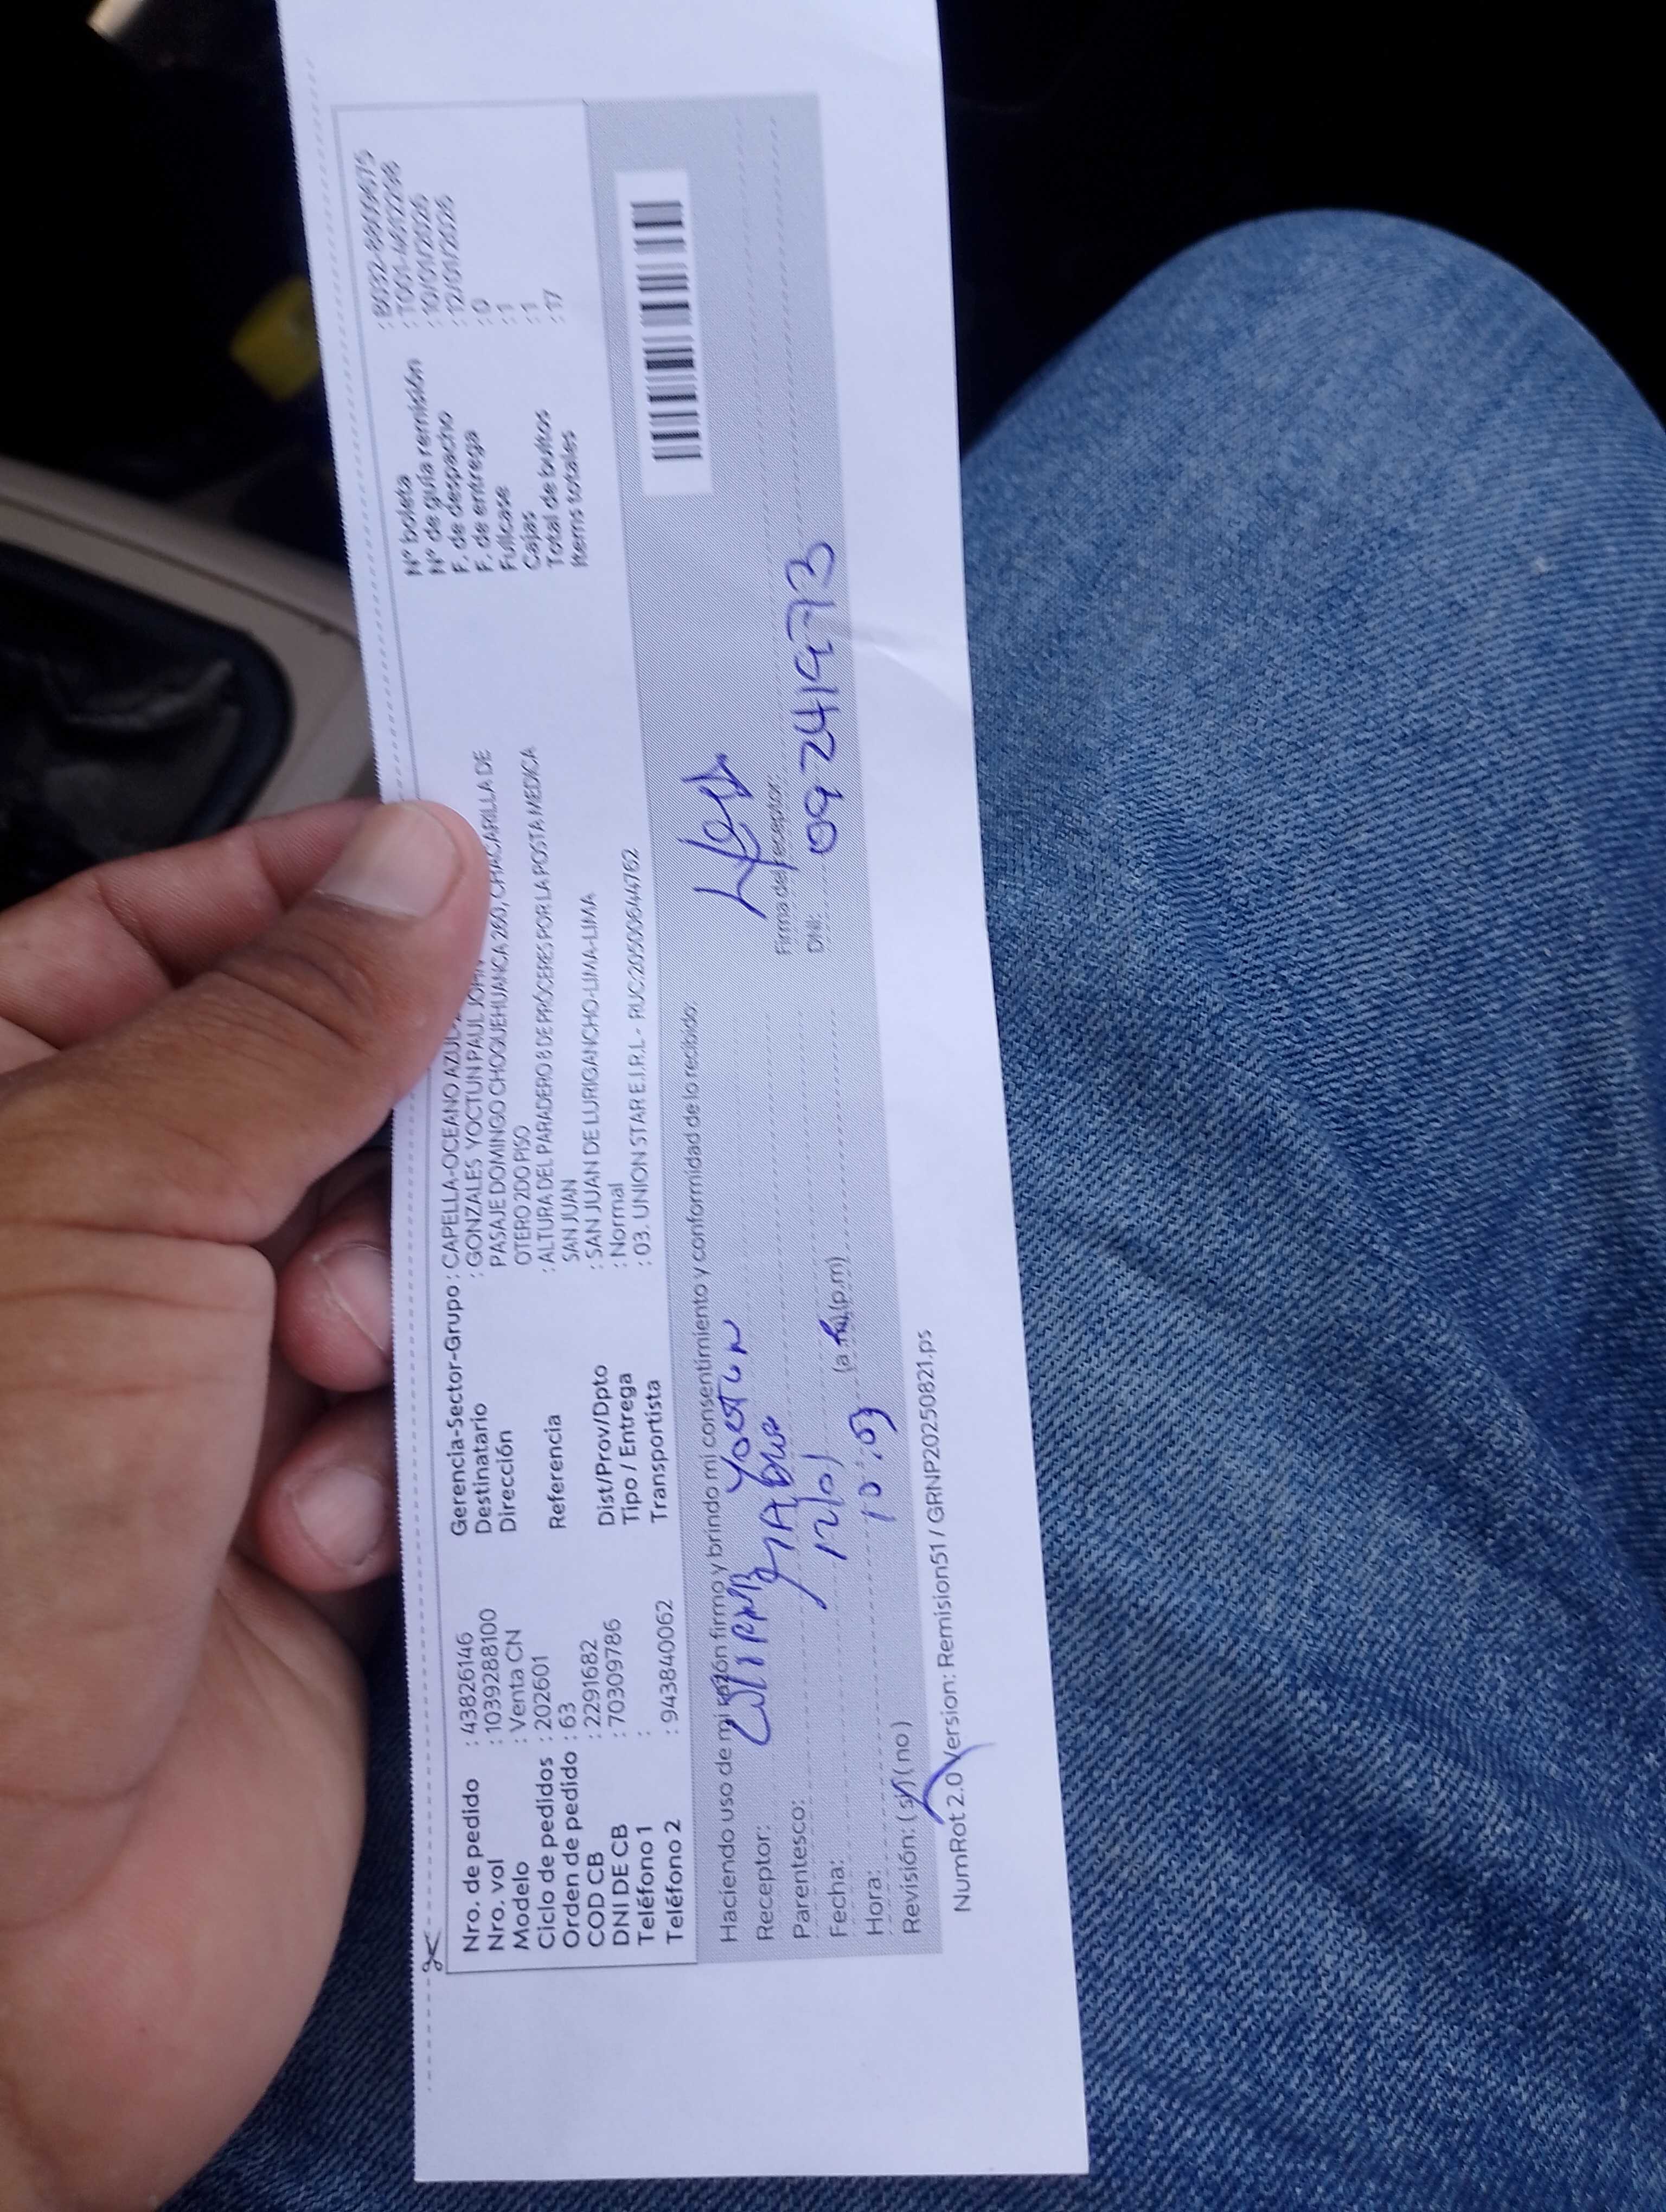 Nro. de pedido : 43826146
Nro. vol : 1039288100
Modelo : Venta CN
Ciclo de pedidos : 202601
Orden de pedido : 63
COD CB : 2291682
DNI DE CB : 70309786
Teléfono 1 :
Teléfono 2 : 943840062
Gerencia-Sector-Grupo : CAPELLA-OCEANO AZUL
Destinatario : GONZALES YOCTUN PAUL
Dirección PASAJE DOMINGO CHOQUEHUANCA 260, CHACARILLA DE
OTERO 2DO PISO
Referencia : ALTURA DEL PARADERO 8 DE PRÓCERES POR LA POSTA MEDICA
SAN JUAN
Dist/Prov/Dpto : SAN JUAN DE LURIGANCHO-LIMA-LIMA
Tipo / Entrega : Normal
Transportista : 03. UNION STAR E.I.R.L - RUC:20500644762
Nº boleta
Nº de guía remisión
F. de despacho : 10/01/2026
F. de entrega : 12/01/2026
Fullcase : 0
Cajas : 1
Total de bultos : 1
Items totales : 17
Haciendo uso de mi razón firmo y brindo mi consentimiento y conformidad de lo recibido:
Receptor: Yoctun
Parentesco:
Fecha: 12/01
Hora: 10:03 (a.m)(p.m)
Revisión: (si)(no)
Firma del receptor:
DNI: 09241973
NumRot 2.0 Version: Remision51 / GRNP20250821.ps